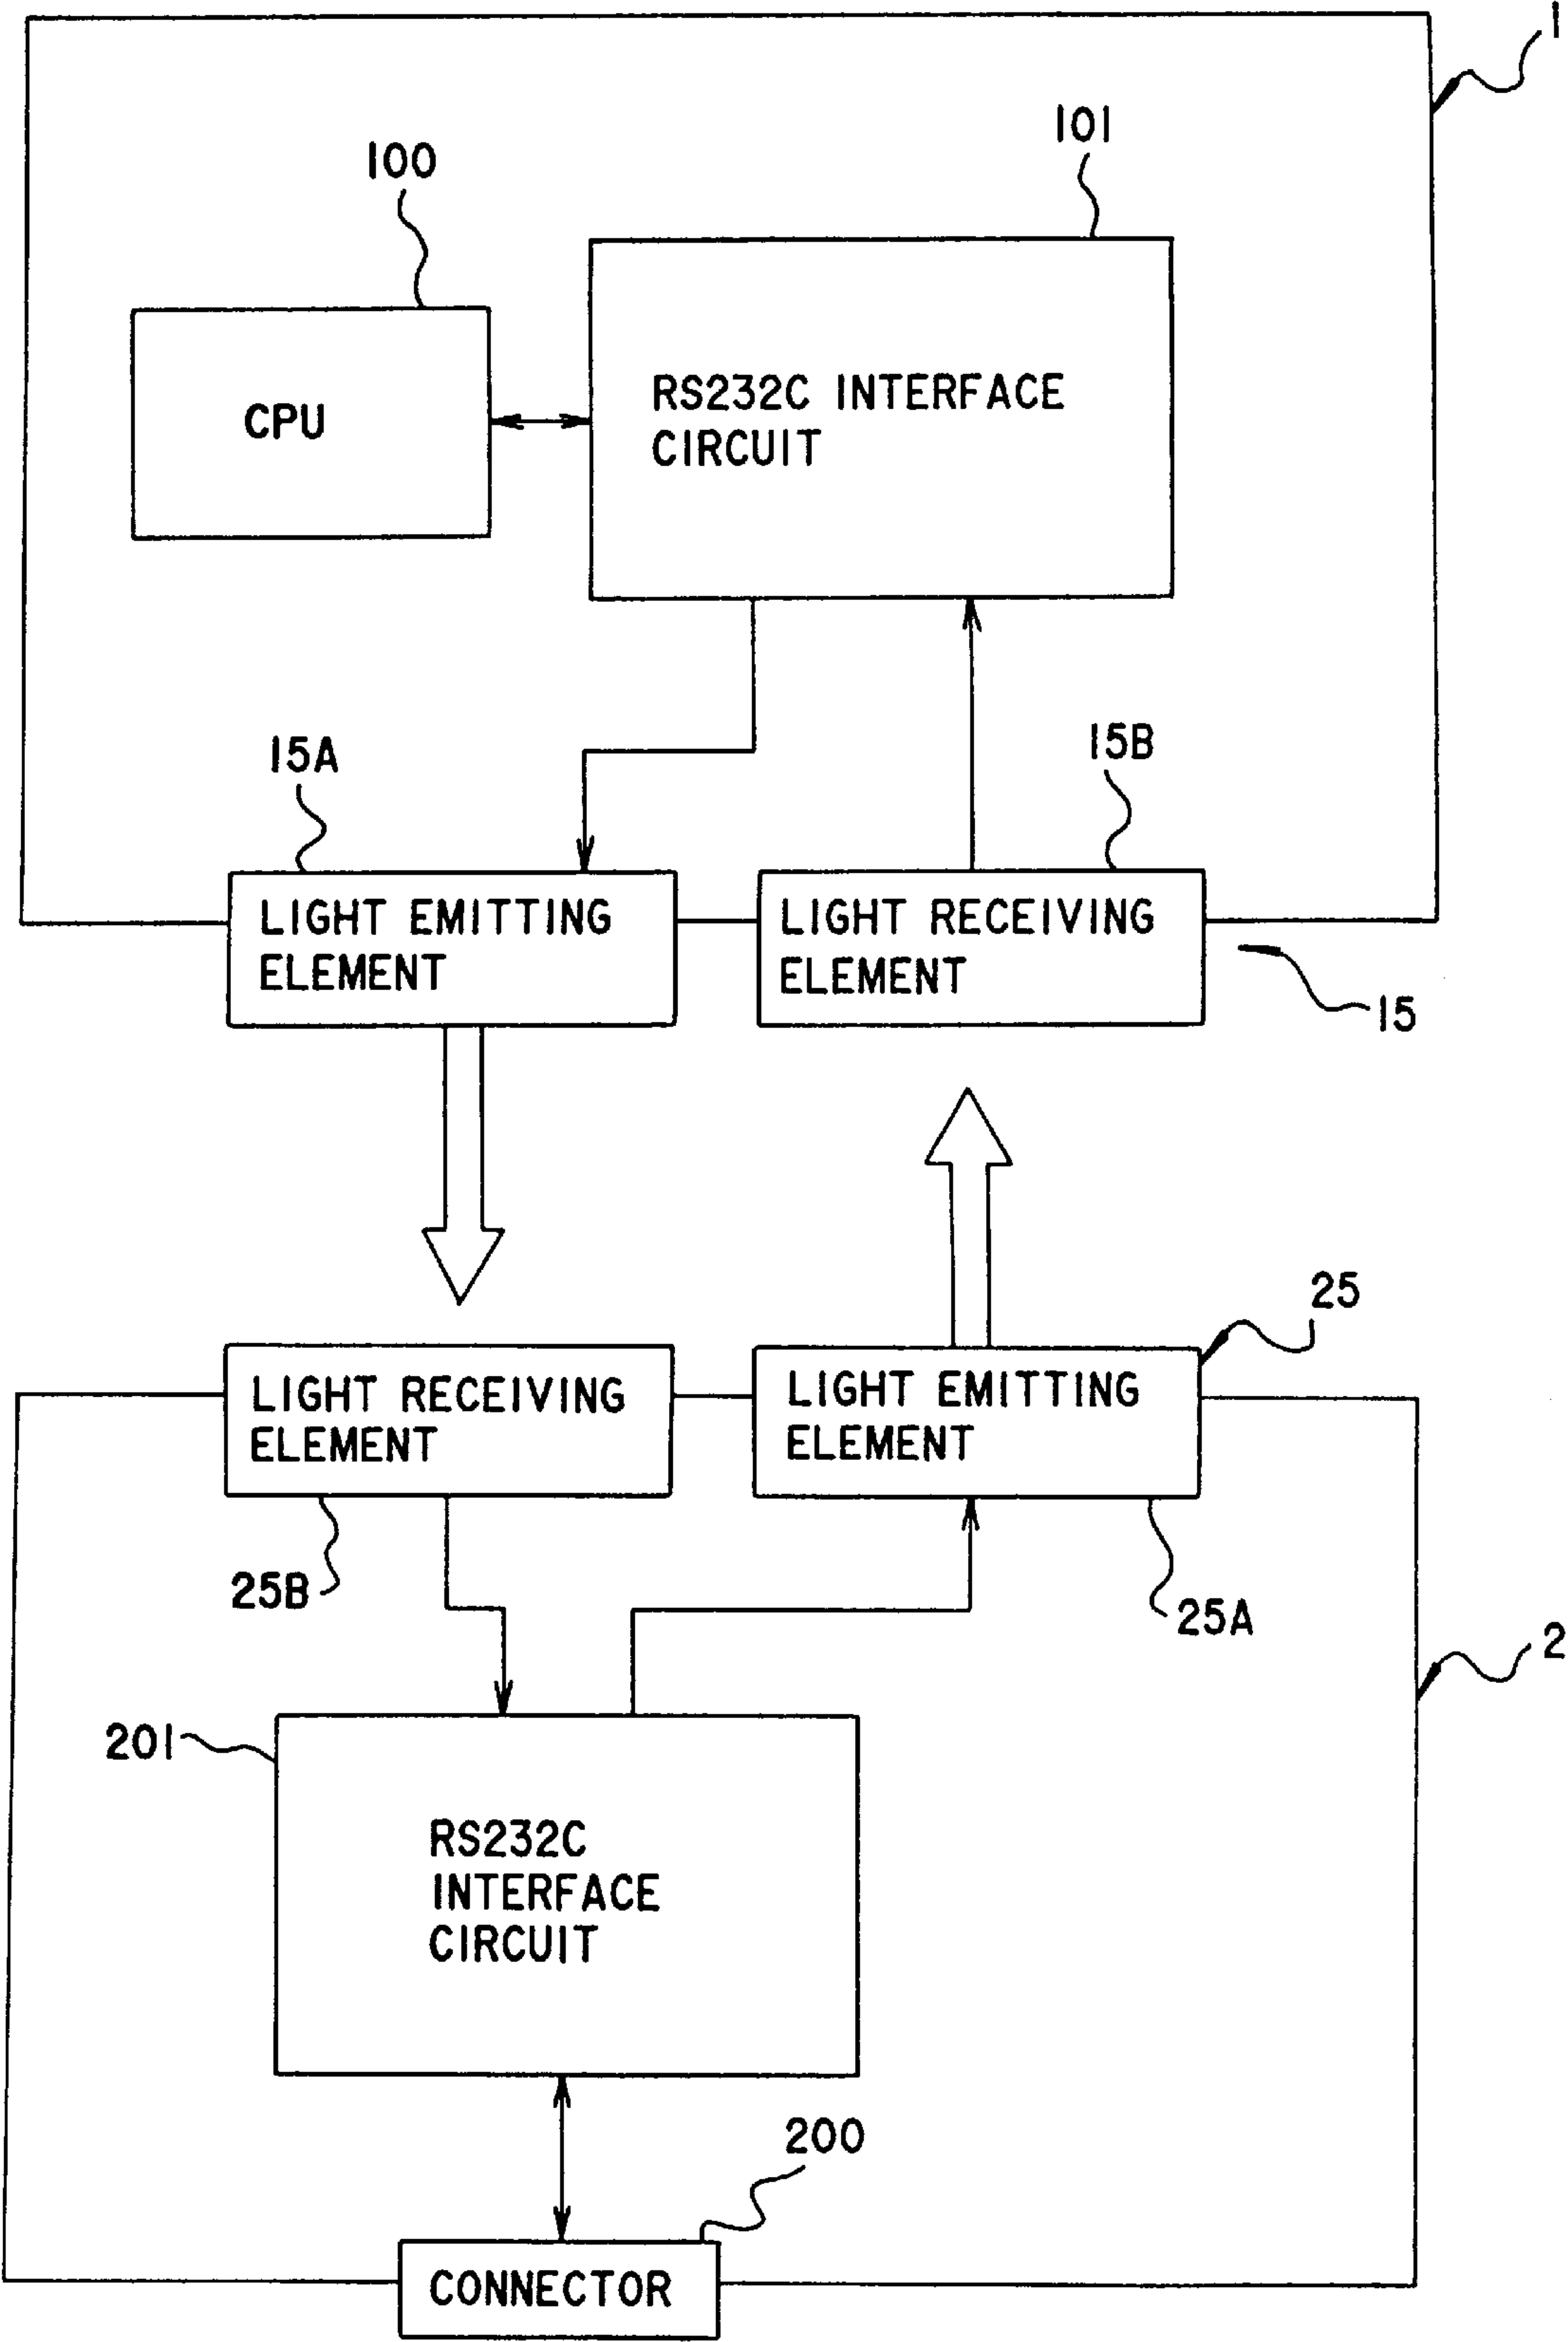 1
101
100
RS232C INTERFACE
CIRCUIT
CPU
15A
15B
LIGHT EMITTING
ELEMENT
LIGHT RECEIVING
ELEMENT
15
25
LIGHT RECEIVING
ELEMENT
LIGHT EMITTING
ELEMENT
25B
25A
2
201
RS232C
INTERFACE
CIRCUIT
200
CONNECTOR